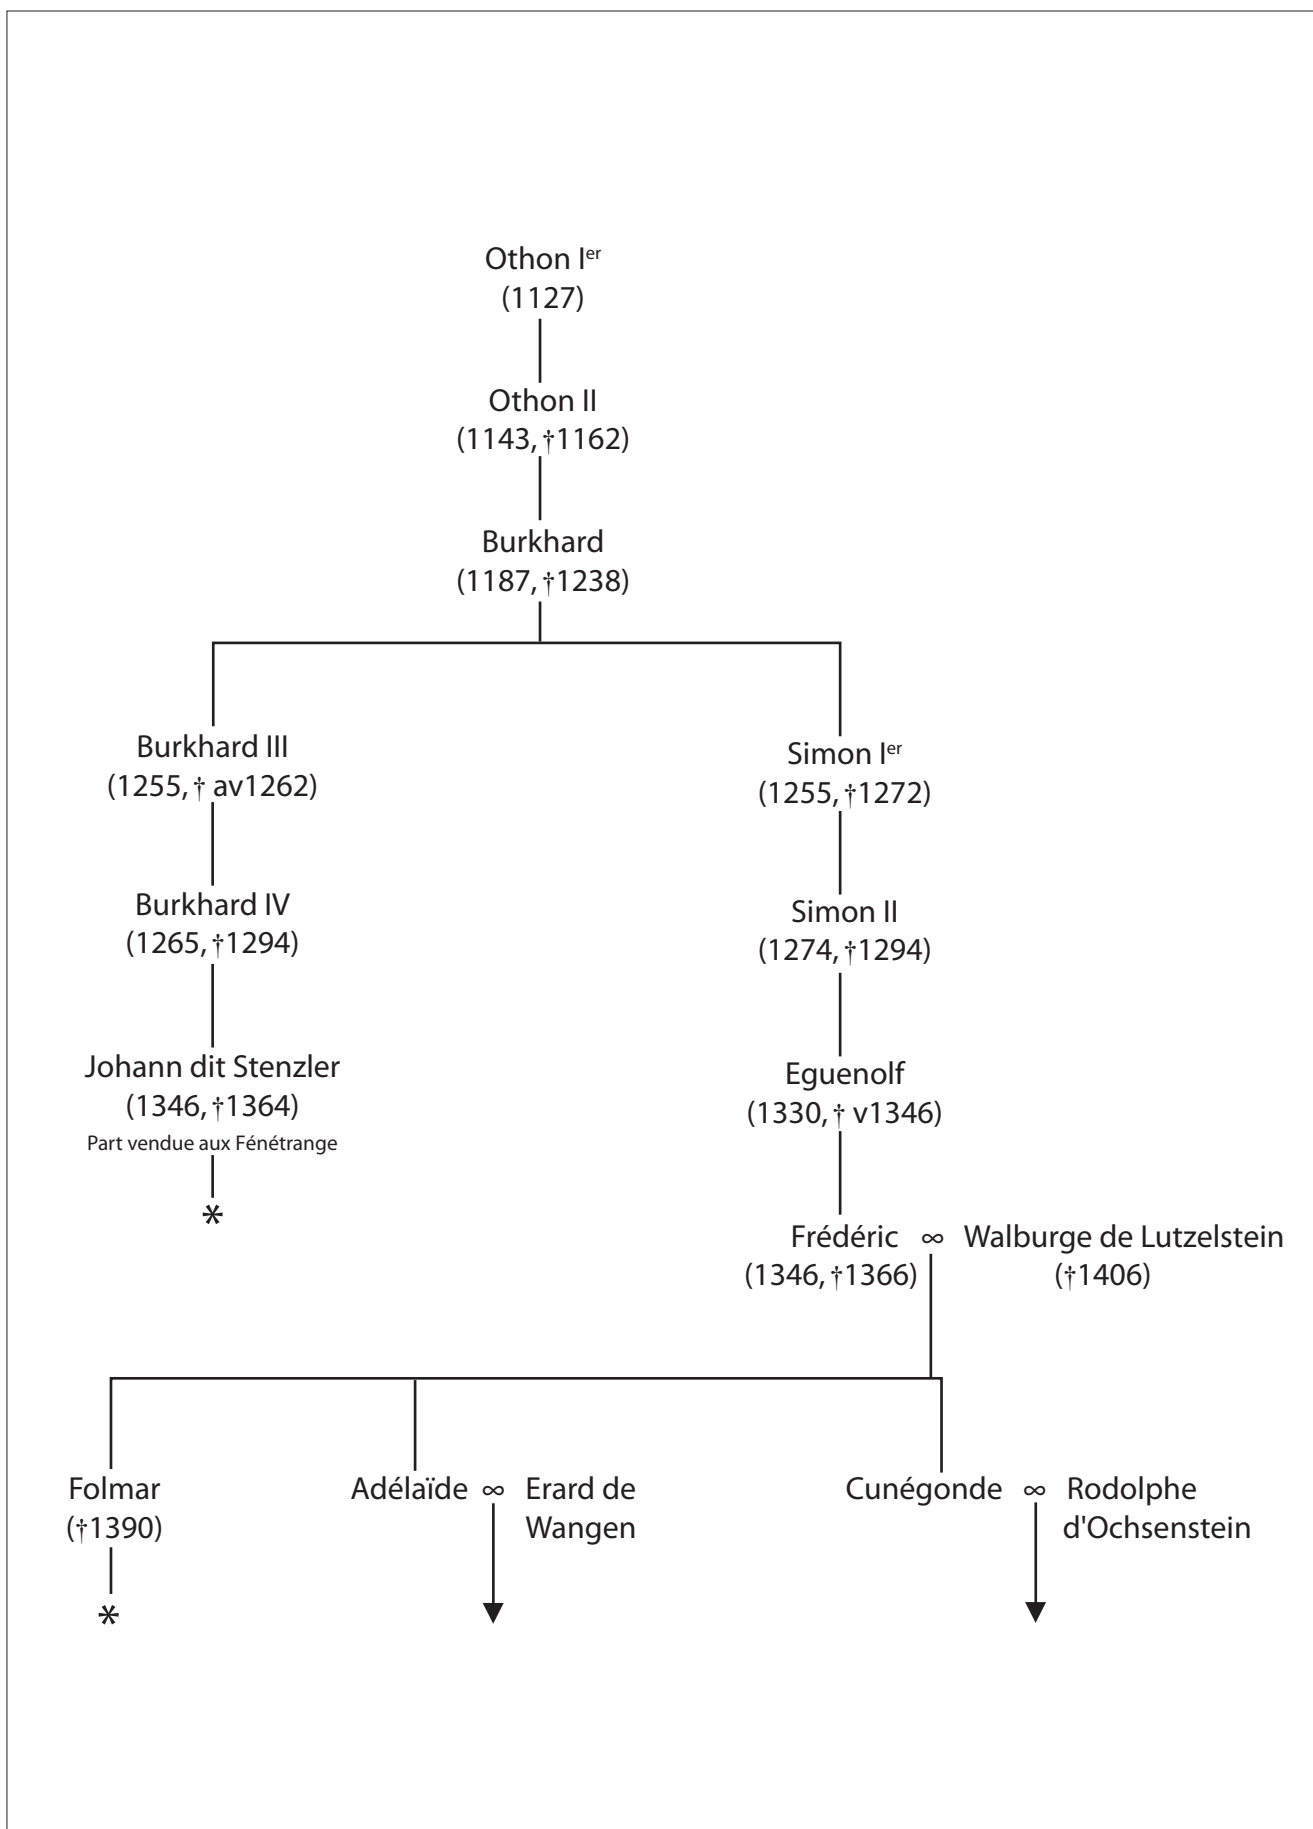 Othon Ier
(1127)
Othon II
(1143, †1162)
Burkhard
(1187, †1238)
Burkhard III
(1255, † av1262)
Simon Ier
(1255, †1272)
Burkhard IV
(1265, †1294)
Simon II
(1274, †1294)
Johann dit Stenzler
(1346, †1364)
Part vendue aux Fénétrange
*
Eguenolf
(1330, † v1346)
Frédéric ∞ Walburge de Lutzelstein
(1346, †1366) (†1406)
Folmar
(†1390)
*
Adélaïde ∞ Erard de
Wangen
Cunégonde ∞ Rodolphe
d'Ochsenstein